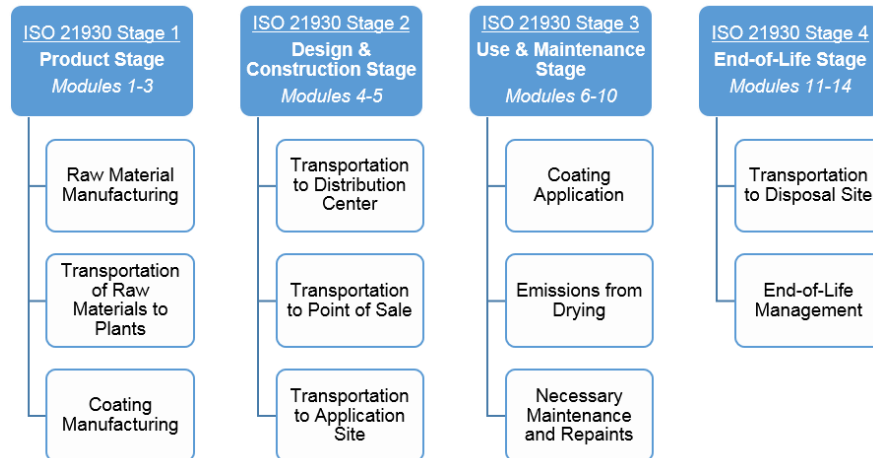 ISO 21930 Stage 1
Product Stage
Modules 1-3
Raw Material
Manufacturing
Transportation
of Raw
Materials to
Plants
Coating
Manufacturing
ISO 21930 Stage 2
Design &
Construction Stage
Modules 4-5
Transportation
to Distribution
Center
Transportation
to Point of Sale
Transportation
to Application
Site
ISO 21930 Stage 3
Use & Maintenance
Stage
Modules 6-10
Coating
Application
Emissions from
Drying
Necessary
Maintenance
and Repaints
ISO 21930 Stage 4
End-of-Life Stage
Modules 11-14
Transportation
to Disposal Site
End-of-Life
Management